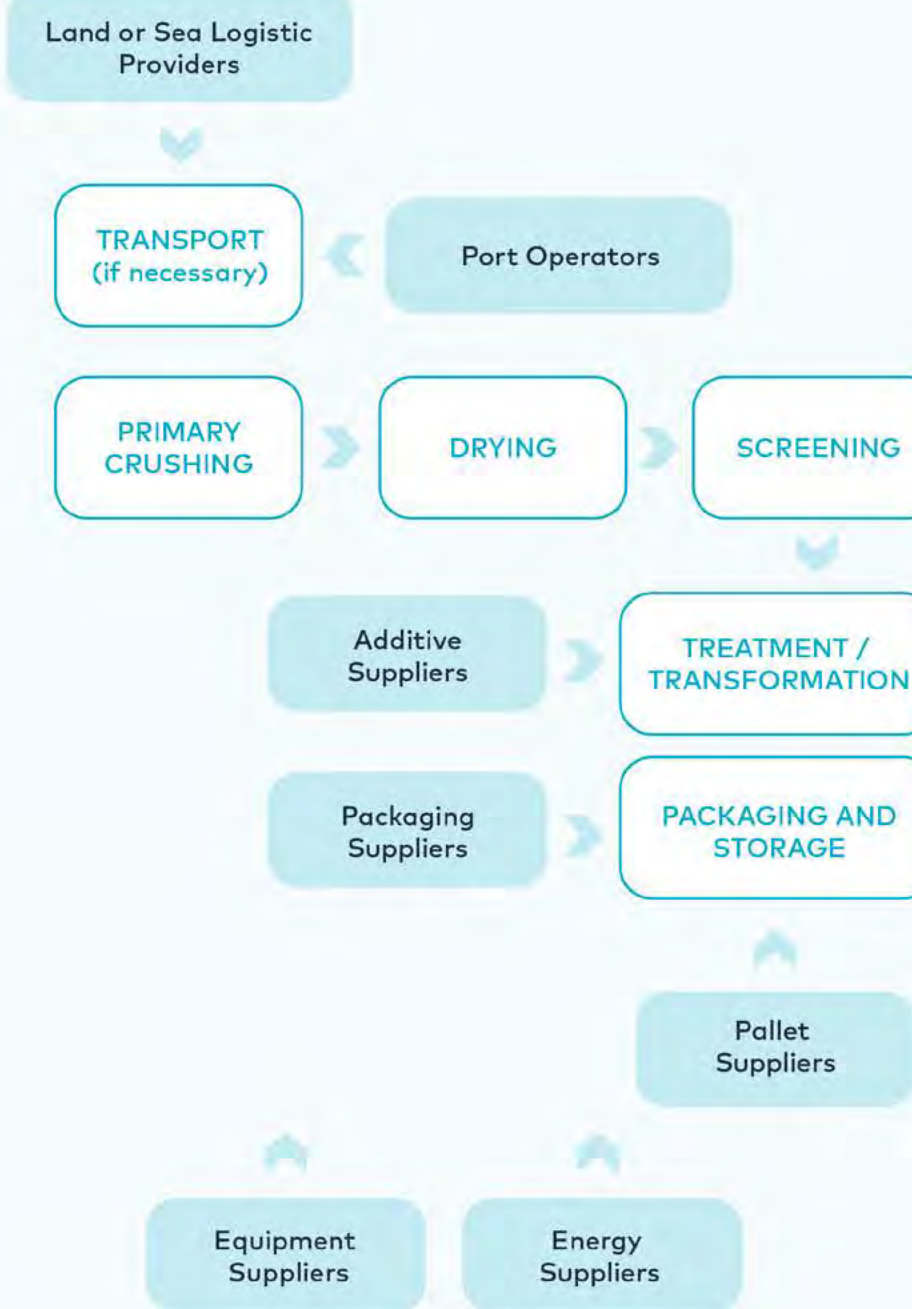 Land or Sea Logistic
Providers
TRANSPORT
(if necessary)
Port Operators
PRIMARY
CRUSHING
DRYING
SCREENING
Additive
Suppliers
TREATMENT /
TRANSFORMATION
Packaging
Suppliers
PACKAGING AND
STORAGE
Pallet
Suppliers
Equipment
Suppliers
Energy
Suppliers